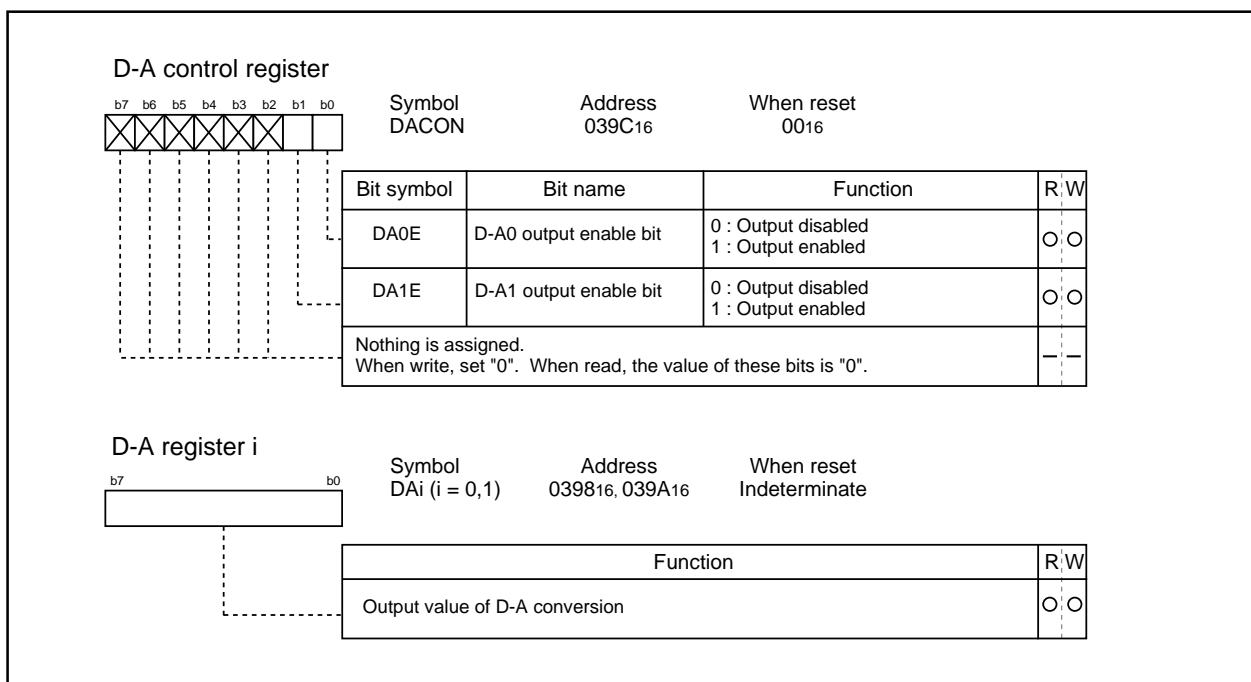 D-A control register
b7 b6 b5 b4 b3 b2 b1 b0
Symbol Address When reset
DACON 039C16 0016
Bit symbol Bit name Function R W
DA0E D-A0 output enable bit 0 : Output disabled
1 : Output enabled
DA1E D-A1 output enable bit 0 : Output disabled
1 : Output enabled
Nothing is assigned.
When write, set "0". When read, the value of these bits is "0".
D-A register i
b7 b0
Symbol Address When reset
DAi (i = 0,1) 039816, 039A16 Indeterminate
Function R W
Output value of D-A conversion